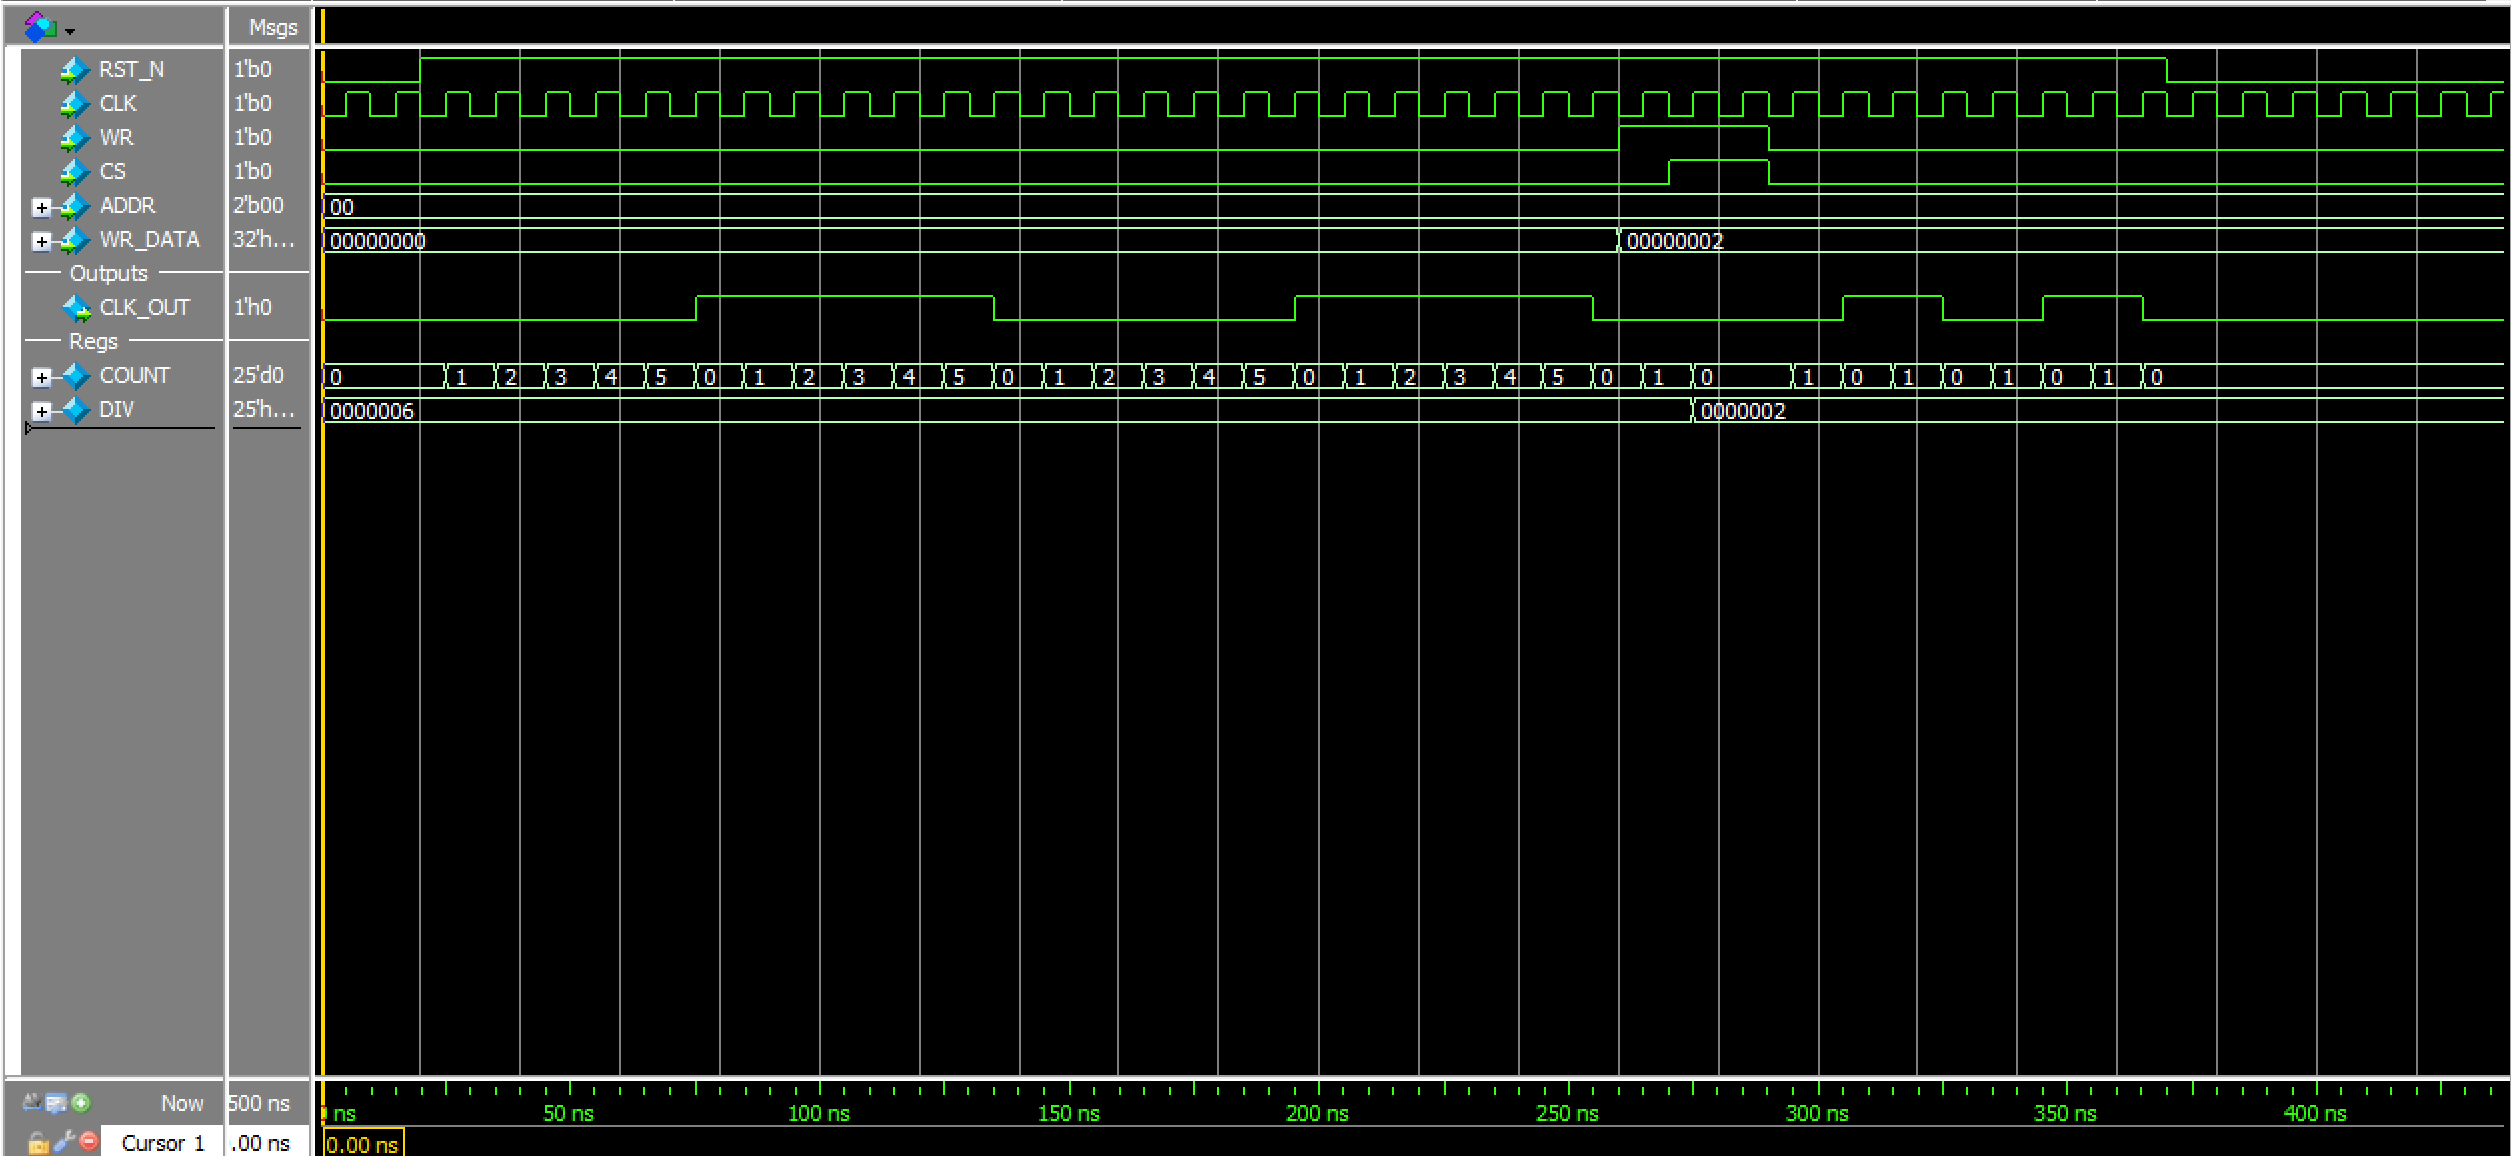 Msgs
RST_N 1'b0
CLK 1'b0
WR 1'b0
CS 1'b0
ADDR 2'b00 00
WR_DATA 32'h... 00000000 00000002
Outputs
CLK_OUT 1'h0
Regs
COUNT 25'd0 0 1 2 3 4 5 0 1 2 3 4 5 0 1 2 3 4 5 0 1 2 3 4 5 0 1 0 1 0 1 0 1 0 1 0
DIV 25'h... 0000006 0000002
Now 500 ns ns 50 ns 100 ns 150 ns 200 ns 250 ns 300 ns 350 ns 400 ns
Cursor 1 .00 ns 0.00 ns